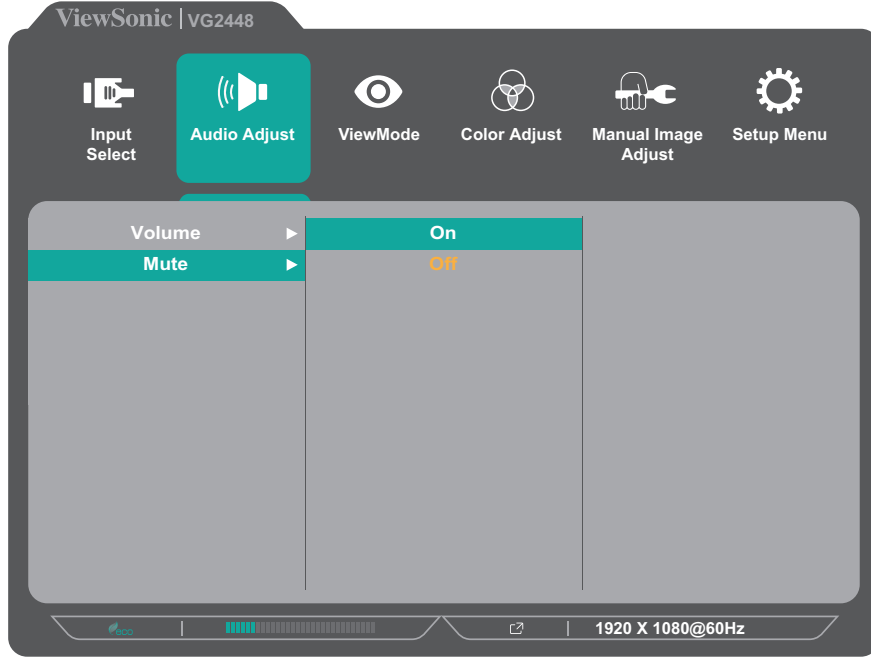 ViewSonic | VG2448
Input
Select
Audio Adjust
ViewMode
Color Adjust
Manual Image
Adjust
Setup Menu
Volume
On
Mute
Off
eco
1920 X 1080@60Hz